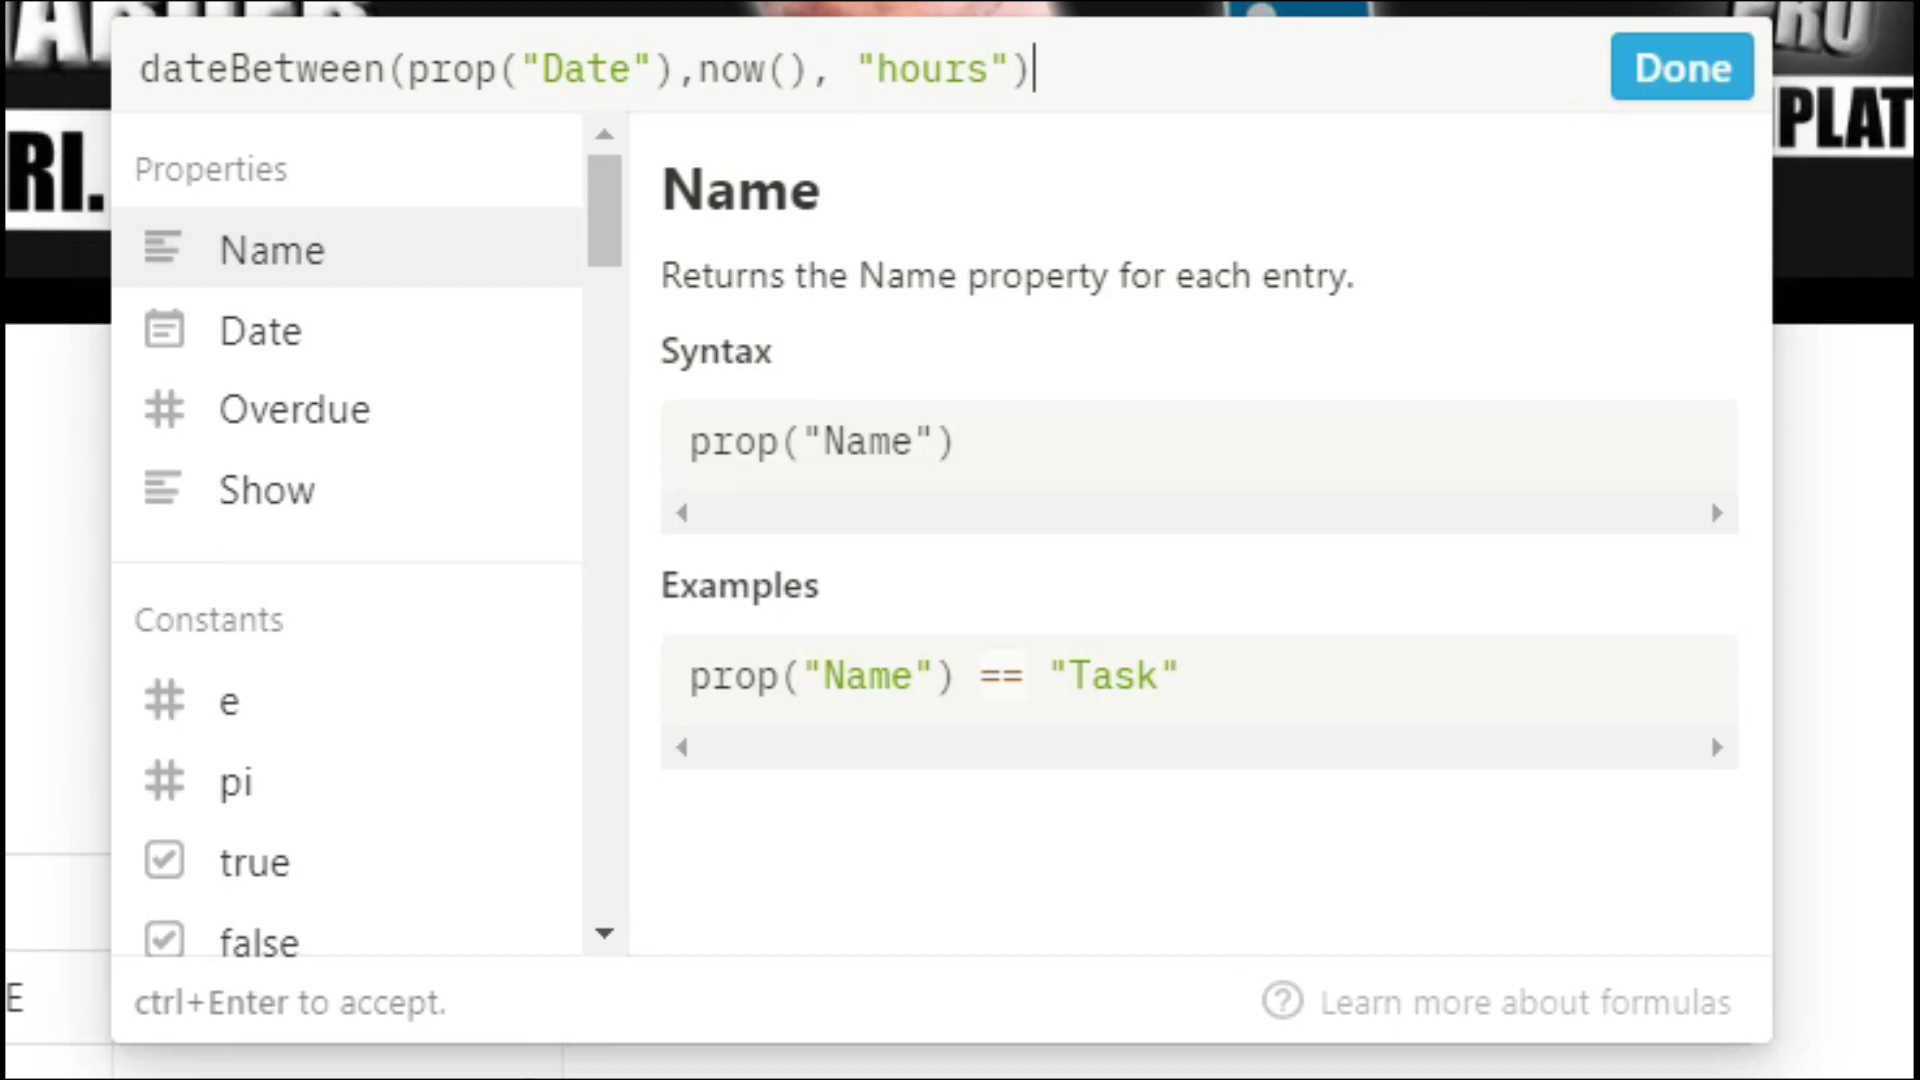 dateBetween(prop("Date"),now(), "hours")
Done
PLAT
RI.
Properties
Name
Date
Overdue
Show
Constants
e
pi
true
false
Name
Returns the Name property for each entry.
Syntax
prop("Name")
Examples
prop("Name") == "Task"
E
ctrl+Enter to accept.
Learn more about formulas